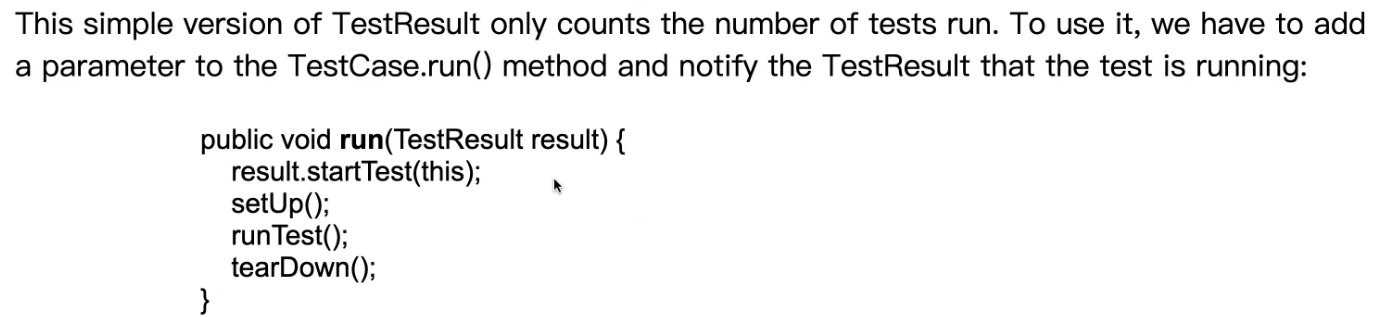 This simple version of TestResult only counts the number of tests run. To use it, we have to add
a parameter to the TestCase.run() method and notify the TestResult that the test is running:
public void run(TestResult result) {
result.startTest(this);
setUp();
runTest();
tearDown();
}